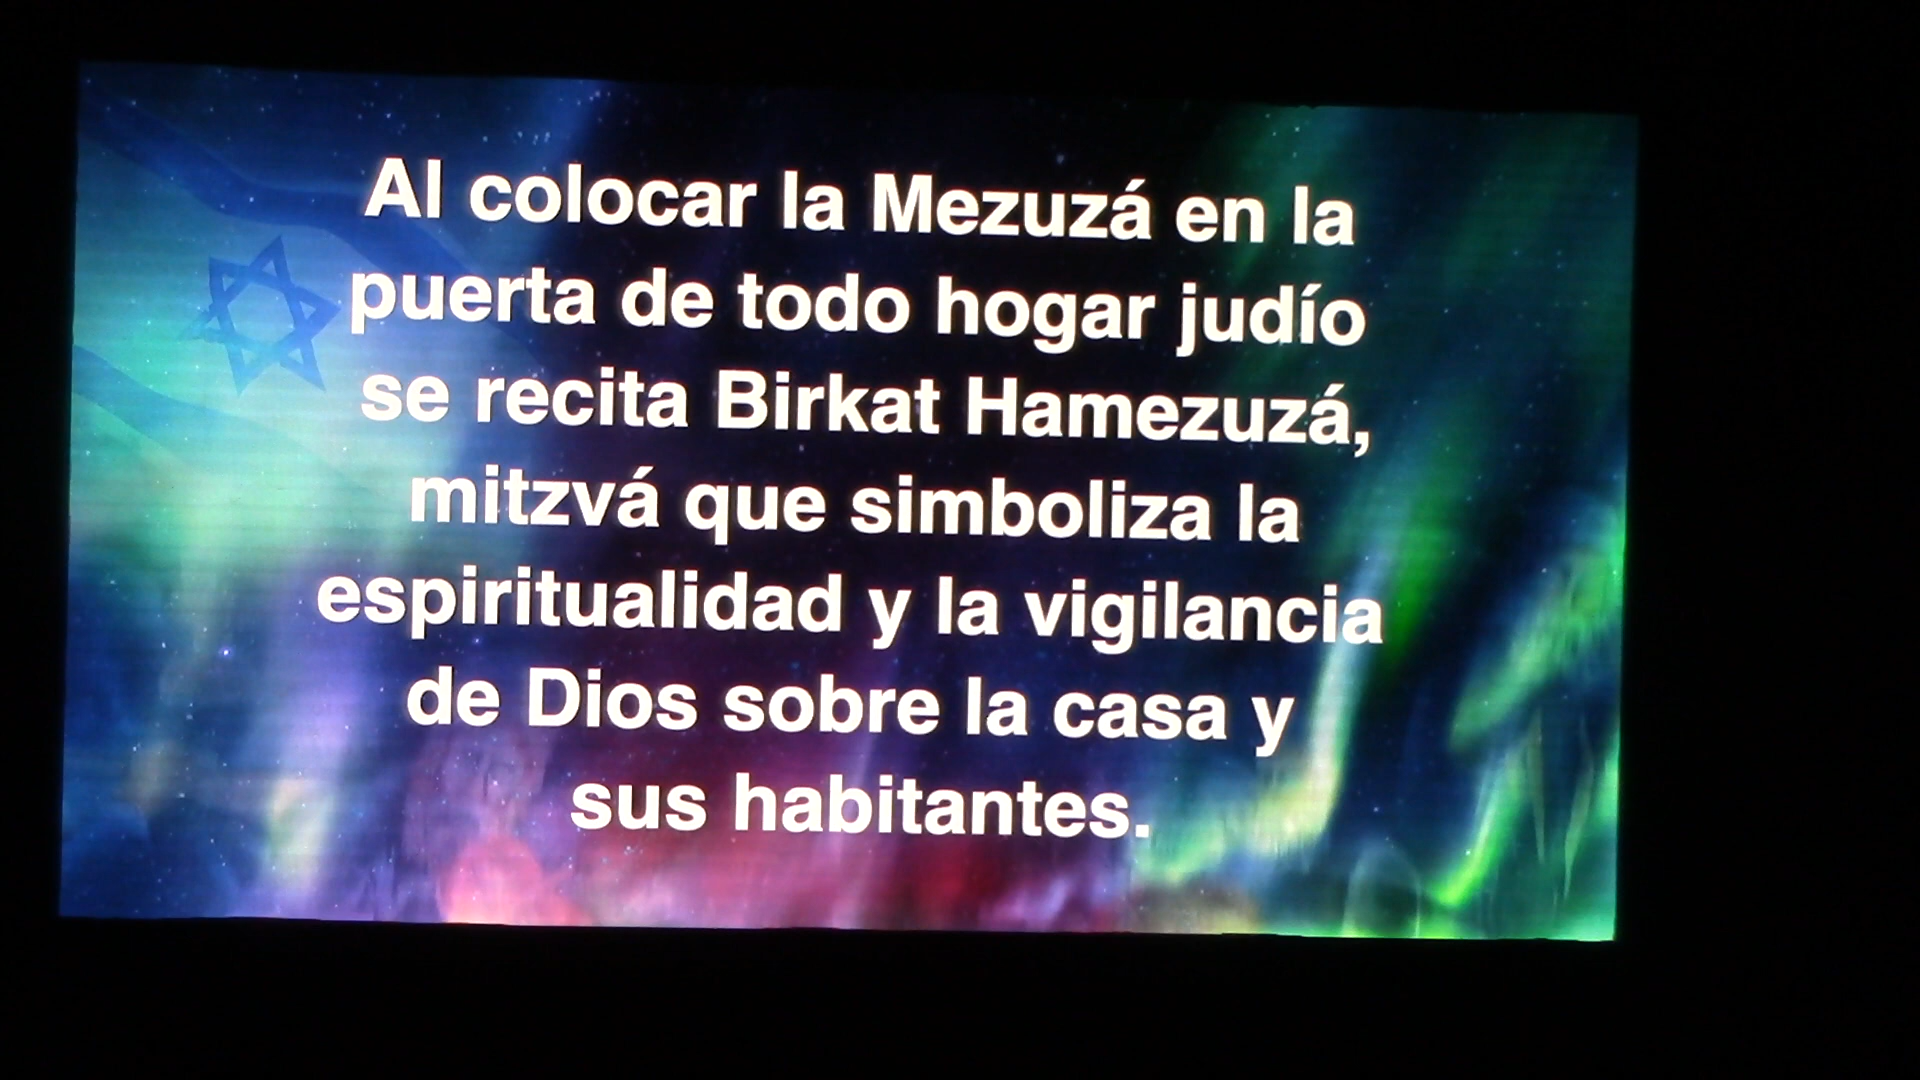 Al colocar la Mezuzá en la
puerta de todo hogar judío
se recita Birkat Hamezuzá,
mitzvá que simboliza la
espiritualidad y la vigilancia
de Dios sobre la casa y
sus habitantes.